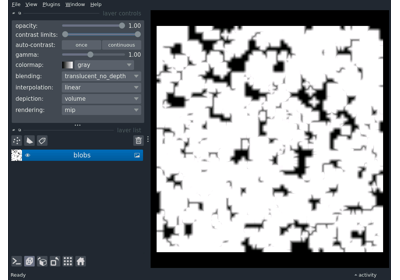 File View Plugins Window Help
layer controls
opacity: 1.00
contrast limits:
auto-contrast: once continuous
gamma: 1.00
colormap: gray
blending: translucent_no_depth
interpolation: linear
depiction: volume
rendering: mip
layer list
blobs
Ready activity